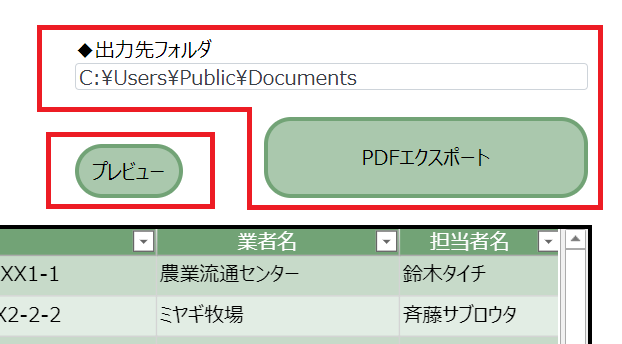 ◆出力先フォルダ
C:¥Users¥Public¥Documents
プレビュー
PDFエクスポート
業者名 担当者名
XX1-1 農業流通センター 鈴木タイチ
X2-2-2 ミヤギ牧場 斉藤サブロウタ